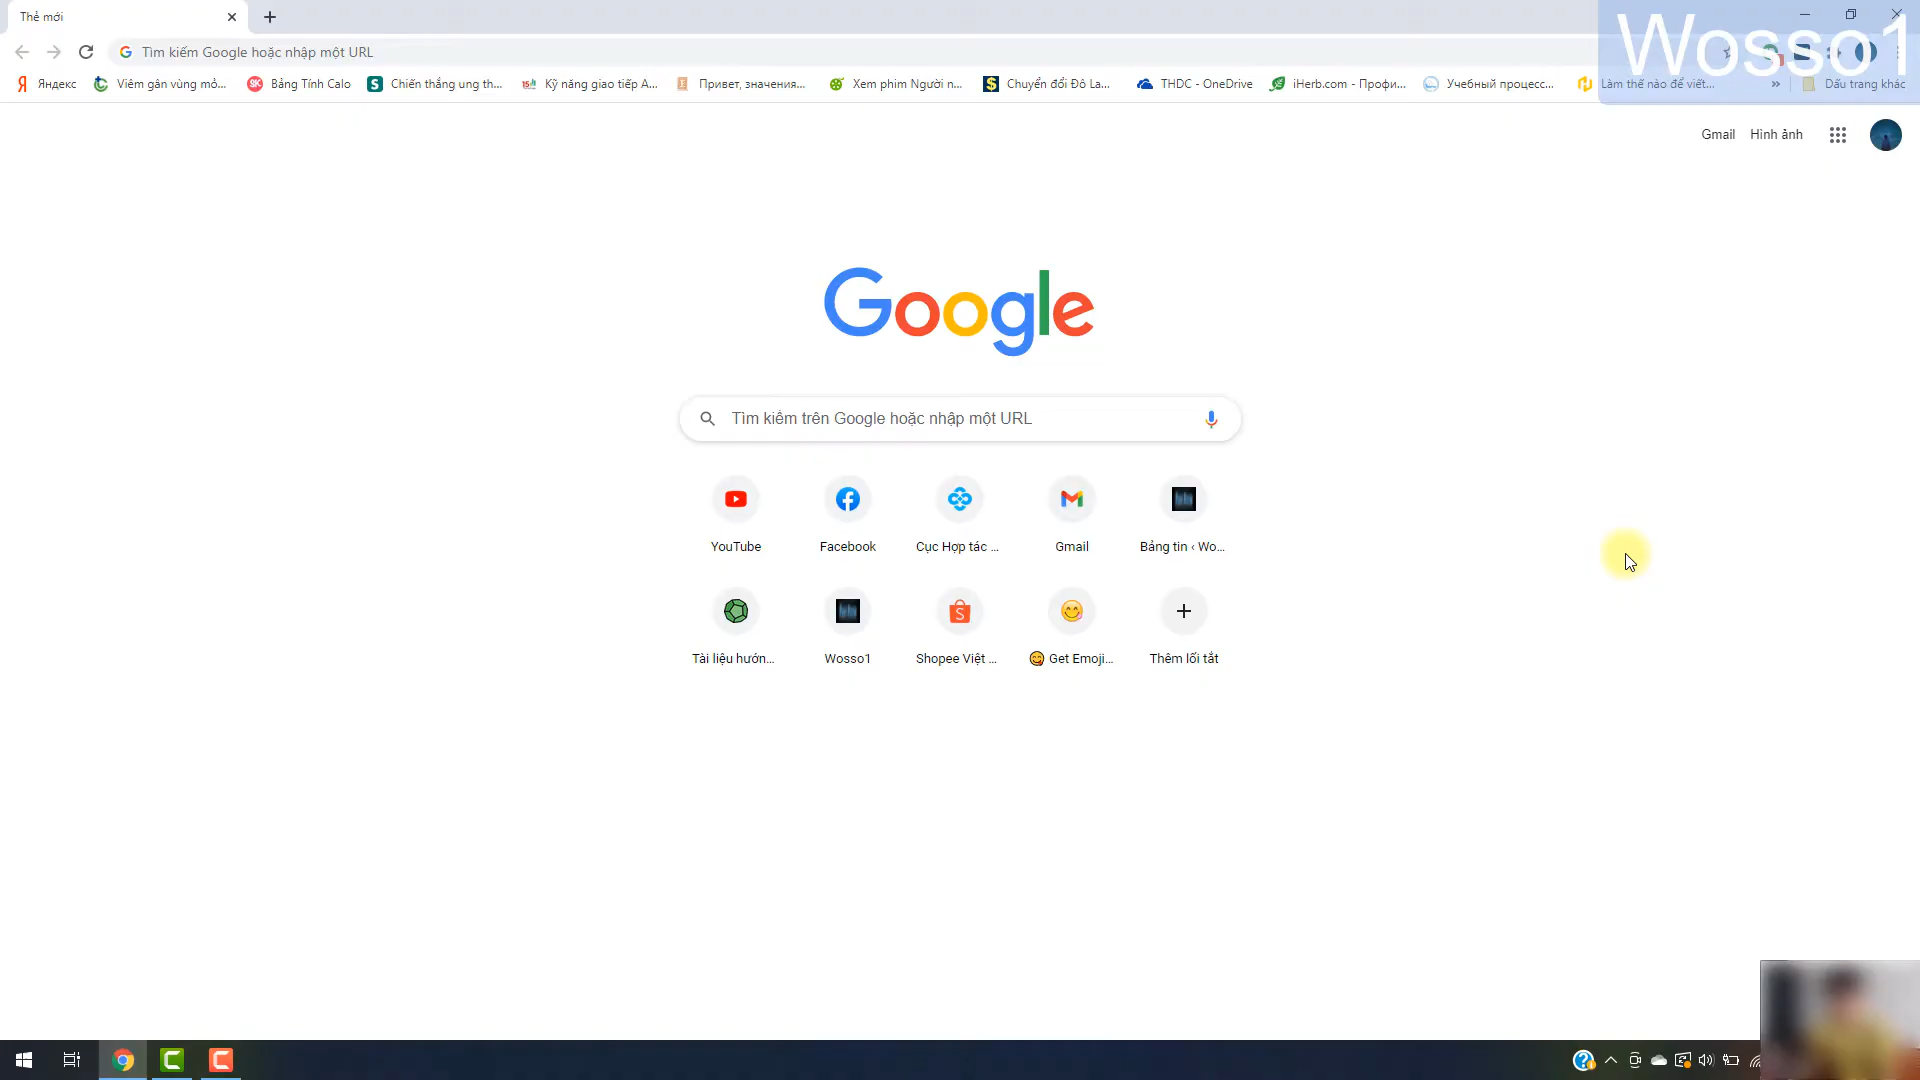 Thẻ mới
Wosso1
Tìm kiếm Google hoặc nhập một URL
Яндекс
Viêm gân vùng mỏ...
Bảng Tính Calo
Chiến thắng ung th...
Kỹ năng giao tiếp A...
Привет, значения...
Xem phim Người n...
Chuyển đổi Đô La...
THDC - OneDrive
iHerb.com - Профи...
Учебный процесс...
Làm thế nào để viết...
»
Dấu trang khác
Gmail
Hình ảnh
Google
Tìm kiếm trên Google hoặc nhập một URL
YouTube
Facebook
Cục Hợp tác ...
Gmail
Bảng tin ‹ Wo...
Tài liệu hướn...
Wosso1
Shopee Việt ...
😋 Get Emoji...
Thêm lối tắt